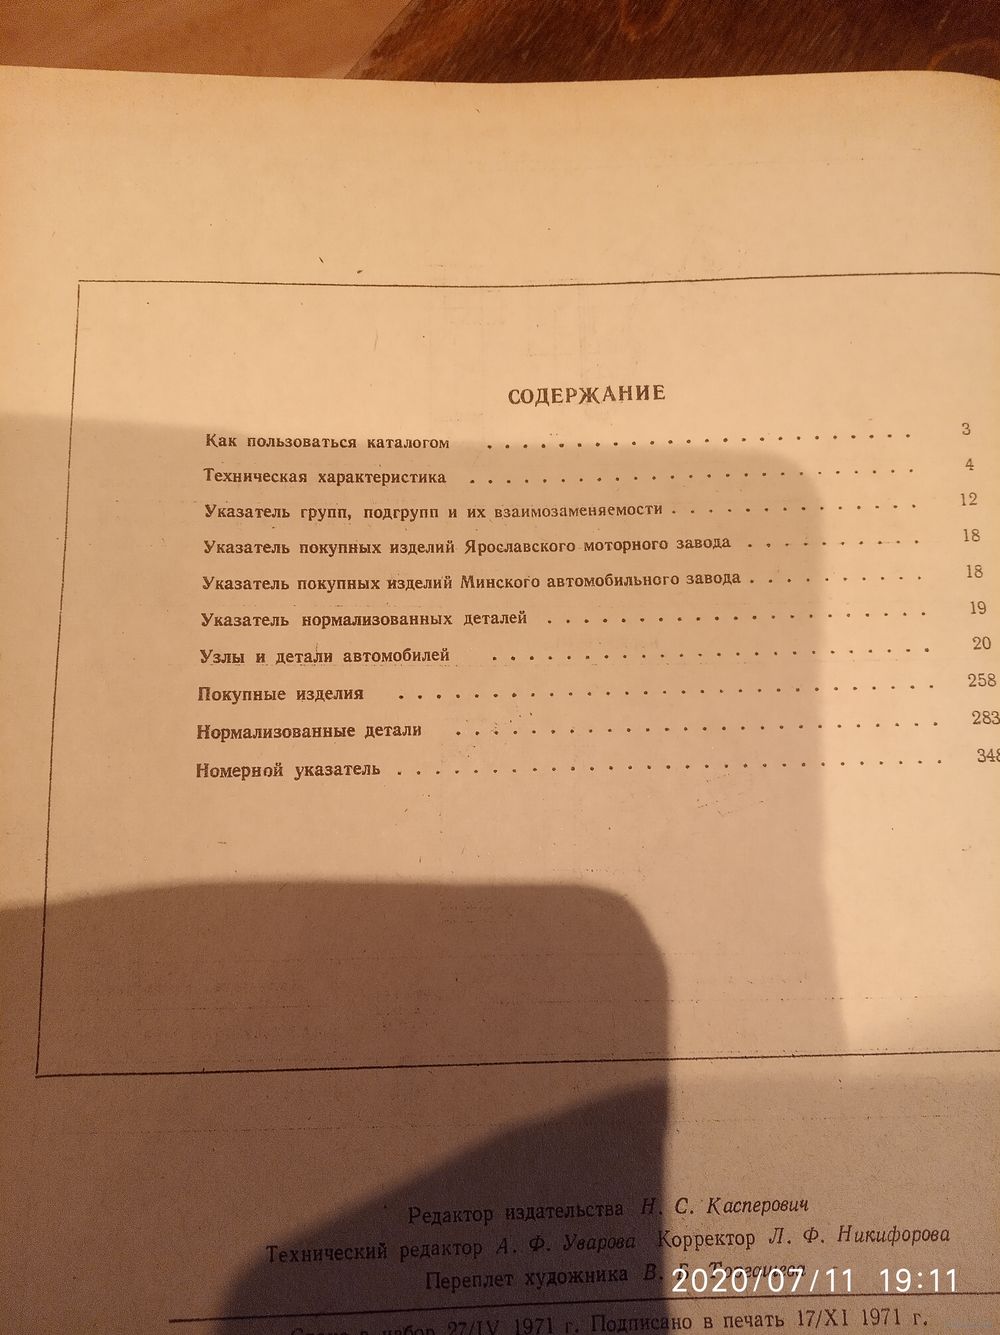 СОДЕРЖАНИЕ
Как пользоваться каталогом . . . . . . . . . . . . . . . . . . . . . . . . 3
Техническая характеристика . . . . . . . . . . . . . . . . . . . . . . . . 4
Указатель групп, подгрупп и их взаимозаменяемости . . . . . . . . . . . . . . 12
Указатель покупных изделий Ярославского моторного завода . . . . . . . . . . 18
Указатель покупных изделий Минского автомобильного завода . . . . . . . . . . 18
Указатель нормализованных деталей . . . . . . . . . . . . . . . . . . . . . 19
Узлы и детали автомобилей . . . . . . . . . . . . . . . . . . . . . . . . 20
Покупные изделия . . . . . . . . . . . . . . . . . . . . . . . . . . . . . 258
Нормализованные детали . . . . . . . . . . . . . . . . . . . . . . . . . . 283
Номерной указатель . . . . . . . . . . . . . . . . . . . . . . . . . . . . . 348
Редактор издательства Н. С. Касперович
Технический редактор А. Ф. Уварова Корректор Л. Ф. Никифорова
Переплет художника В.
2020/07/11 19:11
в набор 27/IV 1971 г. Подписано в печать 17/XI 1971 г.